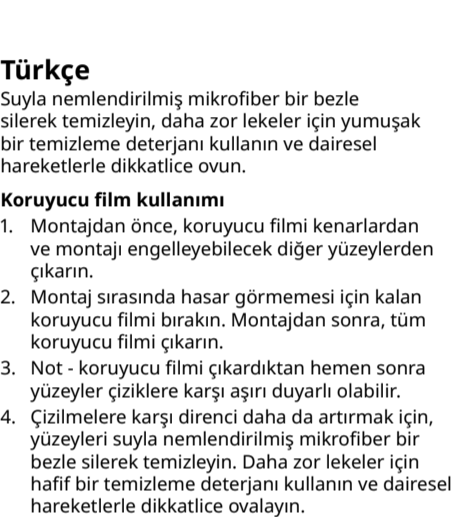 Türkçe
Suyla nemlendirilmiş mikrofiber bir bezle
silerek temizleyin, daha zor lekeler için yumuşak
bir temizleme deterjanı kullanın ve dairesel
hareketlerle dikkatlice ovun.
Koruyucu film kullanımı
1. Montajdan önce, koruyucu filmi kenarlardan
ve montajı engelleyebilecek diğer yüzeylerden
çıkarın.
2. Montaj sırasında hasar görmemesi için kalan
koruyucu filmi bırakın. Montajdan sonra, tüm
koruyucu filmi çıkarın.
3. Not - koruyucu filmi çıkardıktan hemen sonra
yüzeyler çiziklere karşı aşırı duyarlı olabilir.
4. Çizilmelere karşı direnci daha da artırmak için,
yüzeyleri suyla nemlendirilmiş mikrofiber bir
bezle silerek temizleyin. Daha zor lekeler için
hafif bir temizleme deterjanı kullanın ve dairesel
hareketlerle dikkatlice ovalayın.